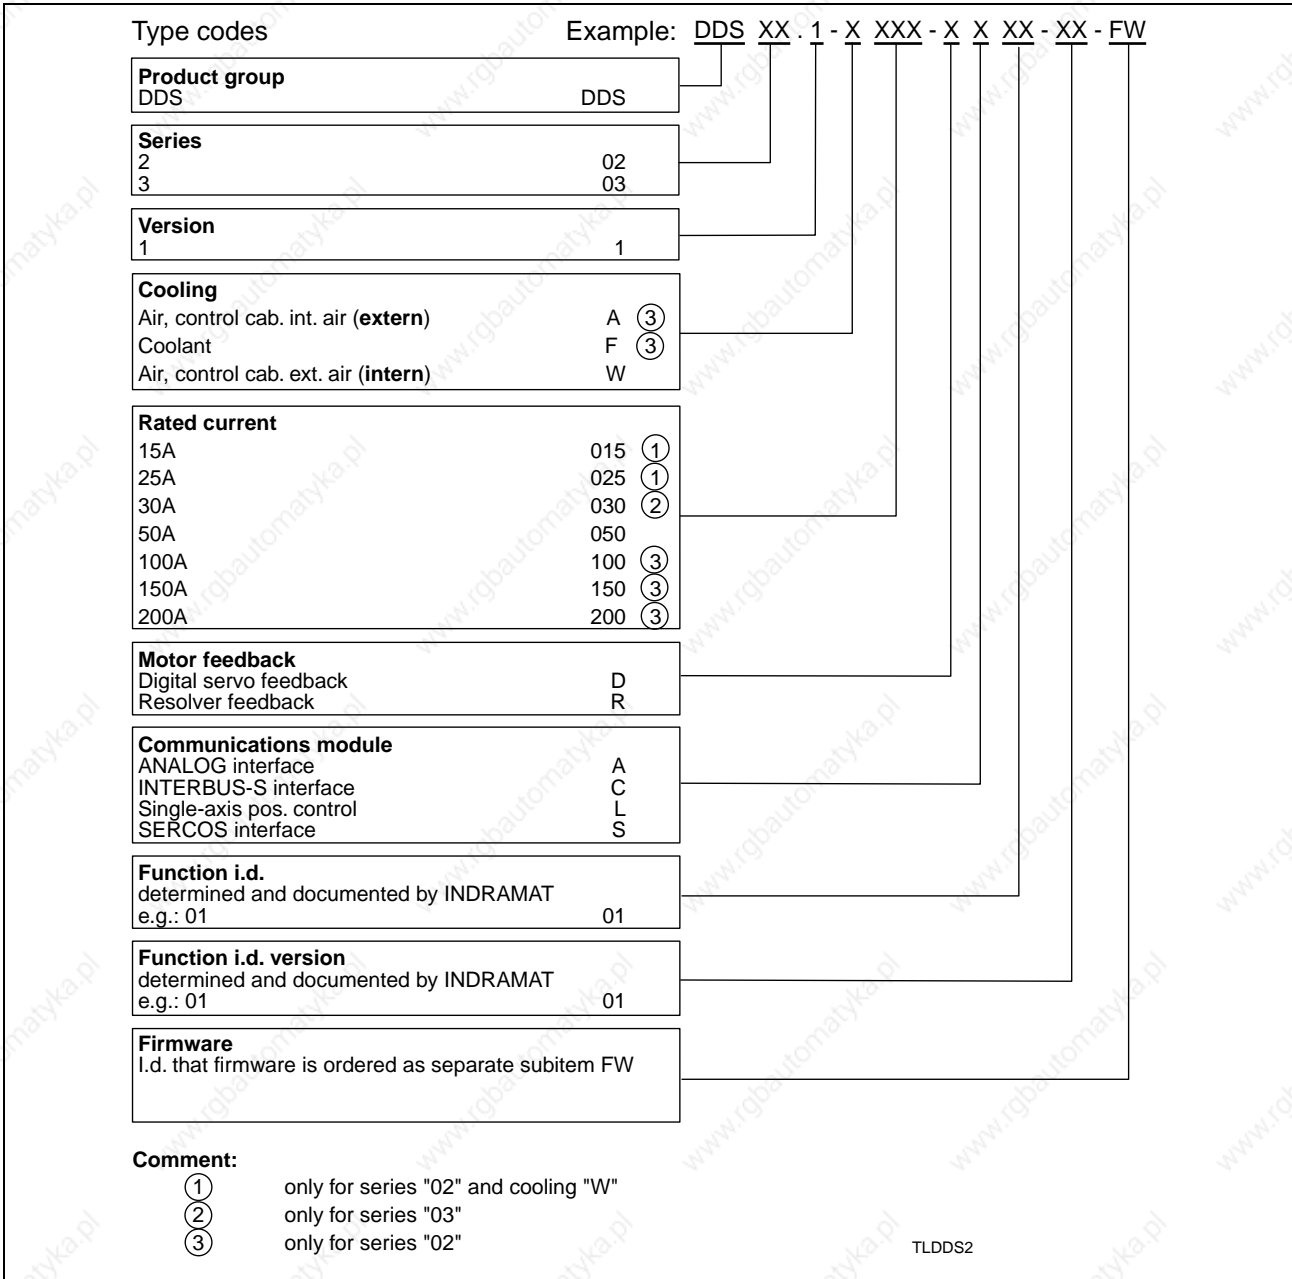 Type codes Example: DDS XX . 1 - X XXX - X X XX - XX - FW
Product group
DDS DDS
Series
2 02
3 03
Version
1 1
Cooling
Air, control cab. int. air (extern) A 3
Coolant F 3
Air, control cab. ext. air (intern) W
Rated current
15A 015 1
25A 025 1
30A 030 2
50A 050
100A 100 3
150A 150 3
200A 200 3
Motor feedback
Digital servo feedback D
Resolver feedback R
Communications module
ANALOG interface A
INTERBUS-S interface C
Single-axis pos. control L
SERCOS interface S
Function i.d.
determined and documented by INDRAMAT
e.g.: 01 01
Function i.d. version
determined and documented by INDRAMAT
e.g.: 01 01
Firmware
I.d. that firmware is ordered as separate subitem FW
Comment:
1 only for series "02" and cooling "W"
2 only for series "03"
3 only for series "02"
TLDDS2
www.rgbautomatyka.pl